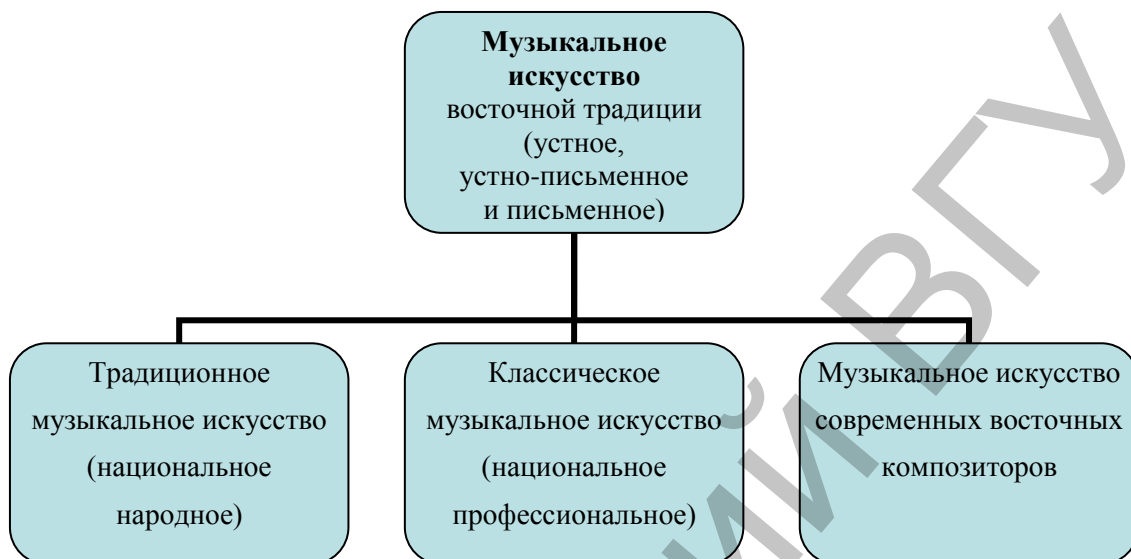 Музыкальное
искусство
восточной традиции
(устное,
устно-письменное
и письменное)
Традиционное
музыкальное искусство
(национальное
народное)
Классическое
музыкальное искусство
(национальное
профессиональное)
Музыкальное искусство
современных восточных
композиторов
ИЙ ВГУ